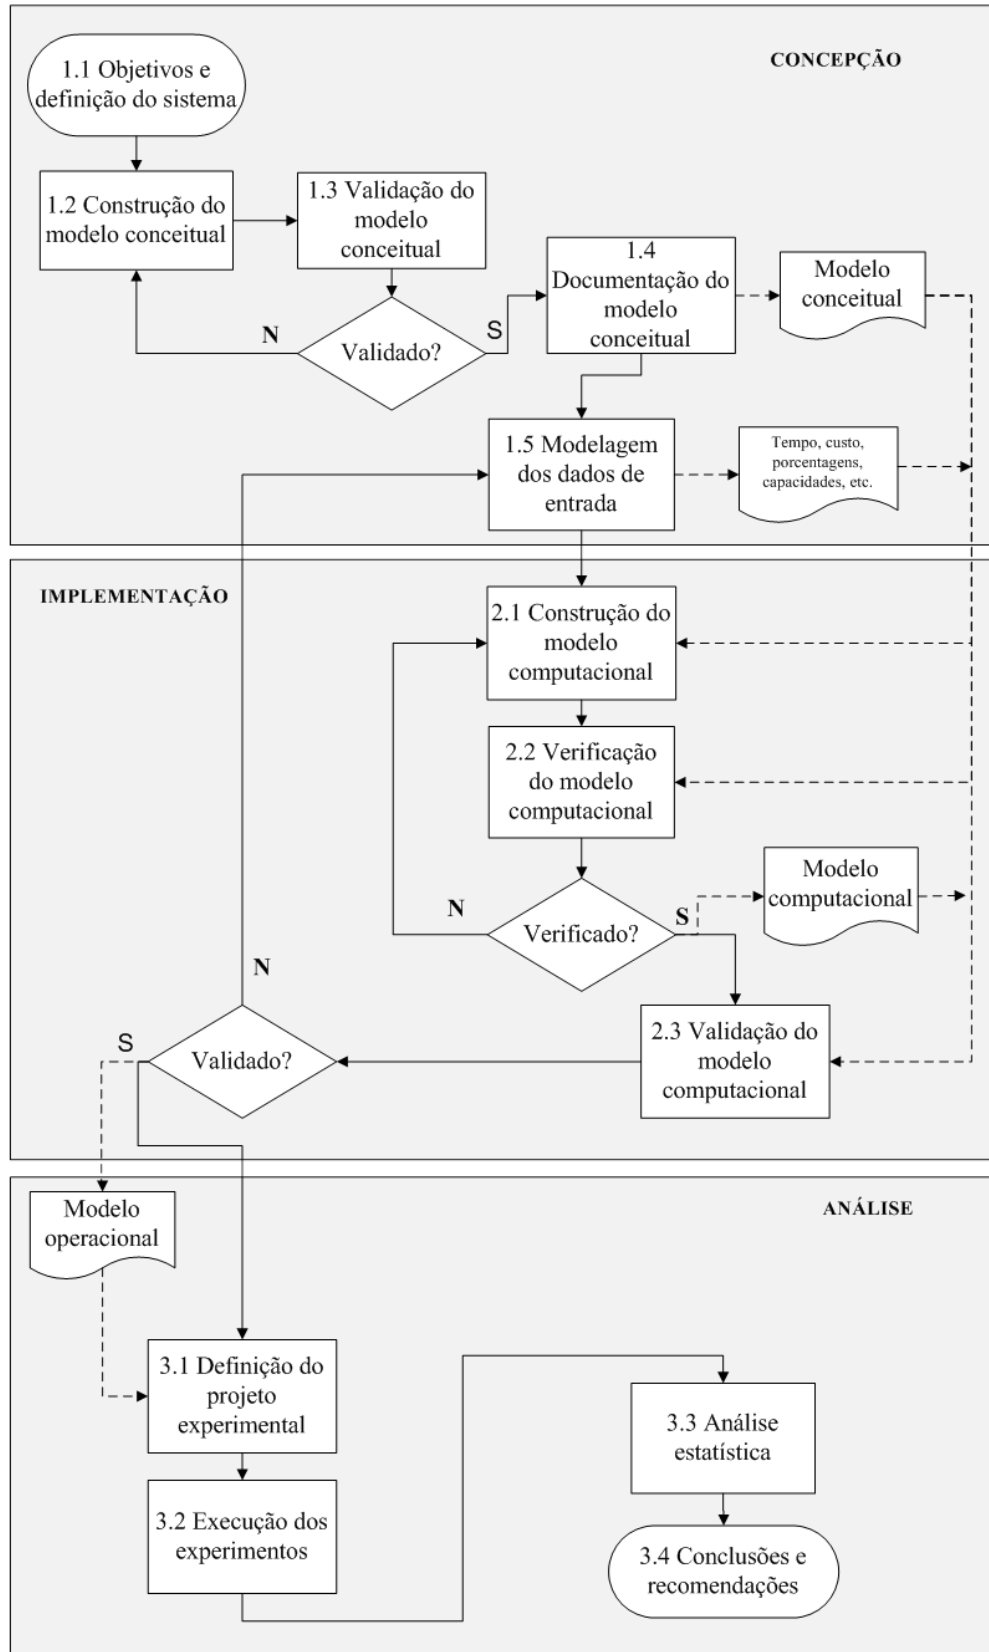 CONCEPÇÃO
1.1 Objetivos e
definição do sistema
1.2 Construção do
modelo conceitual
1.3 Validação do
modelo
conceitual
Validado?
N
S
1.4
Documentação do
modelo
conceitual
Modelo
conceitual
1.5 Modelagem
dos dados de
entrada
Tempo, custo,
porcentagens,
capacidades, etc.
IMPLEMENTAÇÃO
2.1 Construção do
modelo
computacional
2.2 Verificação
do modelo
computacional
Verificado?
N
S
Modelo
computacional
2.3 Validação do
modelo
computacional
Validado?
N
S
ANÁLISE
Modelo
operacional
3.1 Definição do
projeto
experimental
3.2 Execução dos
experimentos
3.3 Análise
estatística
3.4 Conclusões e
recomendações